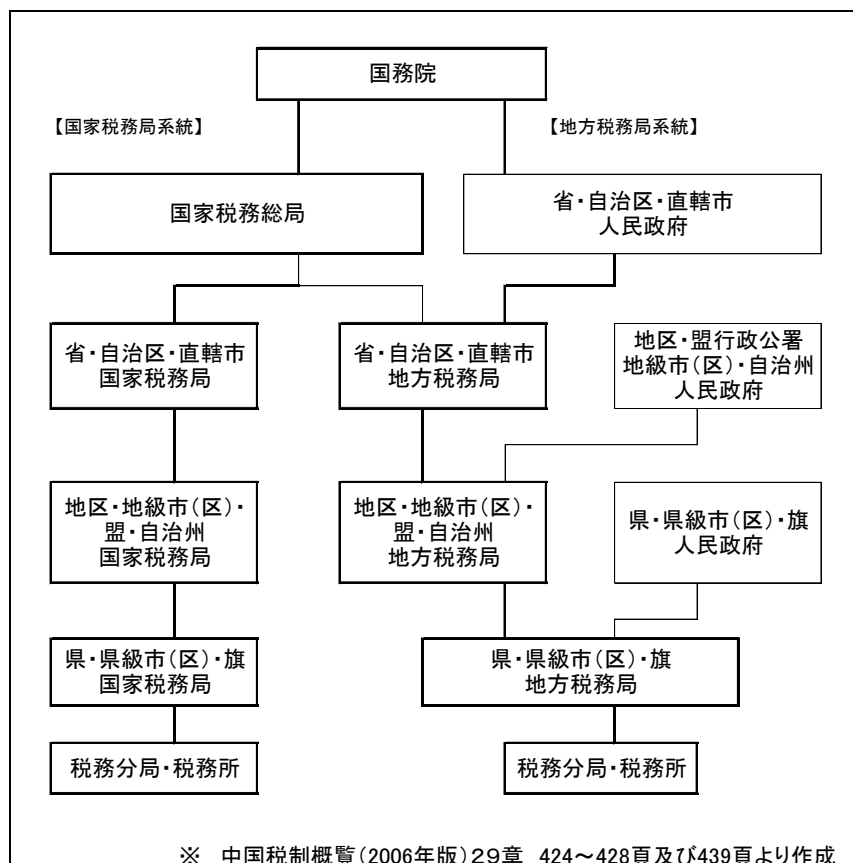 国務院
【国家税務局系統】
【地方税務局系統】
国家税務総局
省・自治区・直轄市
人民政府
省・自治区・直轄市
国家税務局
省・自治区・直轄市
地方税務局
地区・盟行政公署
地級市(区)・自治州
人民政府
地区・地級市(区)・
盟・自治州
国家税務局
地区・地級市(区)・
盟・自治州
地方税務局
県・県級市(区)・旗
人民政府
県・県級市(区)・旗
国家税務局
県・県級市(区)・旗
地方税務局
税務分局・税務所
税務分局・税務所
※ 中国税制概覧(2006年版)29章 424~428頁及び439頁より作成